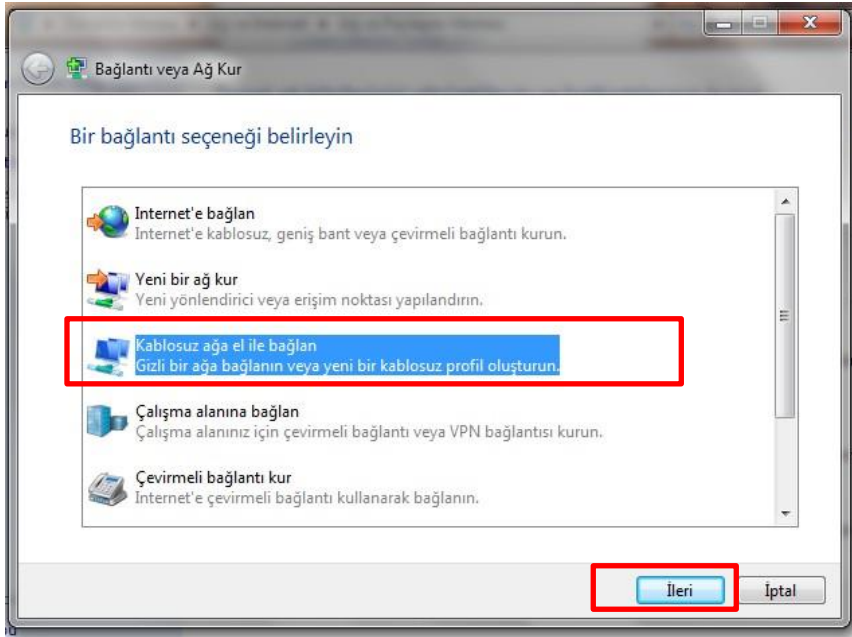 Bağlantı veya Ağ Kur
Bir bağlantı seçeneği belirleyin
Internet'e bağlan
Internet'e kablosuz, geniş bant veya çevirmeli bağlantı kurun.
Yeni bir ağ kur
Yeni yönlendirici veya erişim noktası yapılandırın.
Kablosuz ağa el ile bağlan
Gizli bir ağa bağlanın veya yeni bir kablosuz profil oluşturun.
Çalışma alanına bağlan
Çalışma alanınız için çevirmeli bağlantı veya VPN bağlantısı kurun.
Çevirmeli bağlantı kur
Internet'e çevirmeli bağlantı kullanarak bağlanın.
İleri
İptal